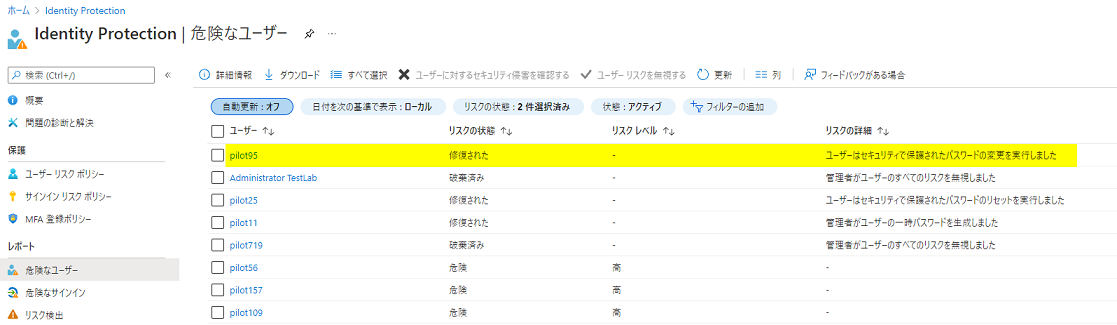 ホーム > Identity Protection
Identity Protection | 危険なユーザー ...
検索 (Ctrl+/) «
詳細情報 ダウンロード すべて選択 ユーザーに対するセキュリティ侵害を確認する ユーザー リスクを無視する 更新 列 フィードバックがある場合
概要
問題の診断と解決
保護
ユーザー リスク ポリシー
サインイン リスク ポリシー
MFA 登録ポリシー
レポート
危険なユーザー
危険なサインイン
リスク検出
自動更新 : オフ 日付を次の基準で表示 : ローカル リスクの状態 : 2 件選択済み 状態 : アクティブ フィルターの追加
ユーザー ↑↓ リスクの状態 ↑↓ リスク レベル ↑↓ リスクの詳細 ↑↓
pilot95 修復された - ユーザーはセキュリティで保護されたパスワードの変更を実行しました
Administrator TestLab 破棄済み - 管理者がユーザーのすべてのリスクを無視しました
pilot25 修復された - ユーザーはセキュリティで保護されたパスワードのリセットを実行しました
pilot11 修復された - 管理者がユーザーの一時パスワードを生成しました
pilot719 破棄済み - 管理者がユーザーのすべてのリスクを無視しました
pilot56 危険 高 -
pilot157 危険 高 -
pilot109 危険 高 -